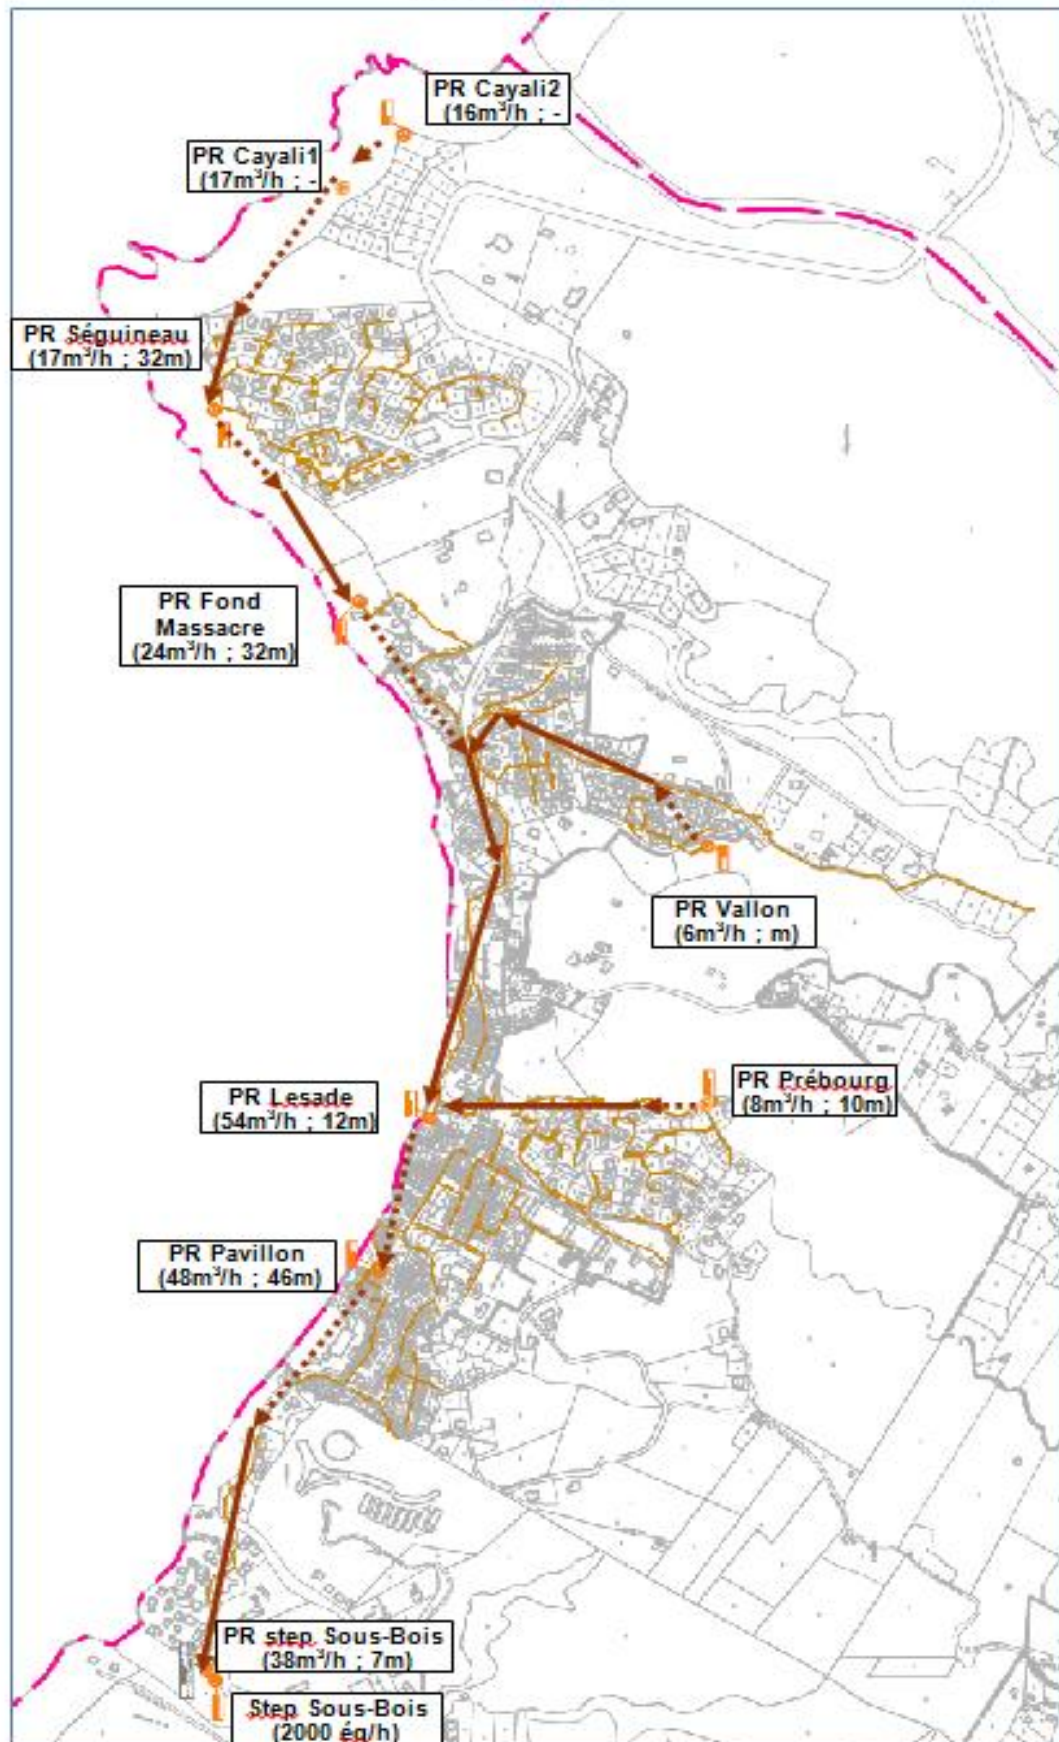 PR Cayali2
(16m³/h ; -
PR Cayali1
(17m³/h ; -
PR Séguineau
(17m³/h ; 32m)
PR Fond
Massacre
(24m³/h ; 32m)
PR Vallon
(6m³/h ; m)
PR Lesade
(54m³/h ; 12m)
PR Prébourg
(8m³/h ; 10m)
PR Pavillon
(48m³/h ; 46m)
PR step Sous-Bois
(38m³/h ; 7m)
Step Sous-Bois
(2000 ég/h)